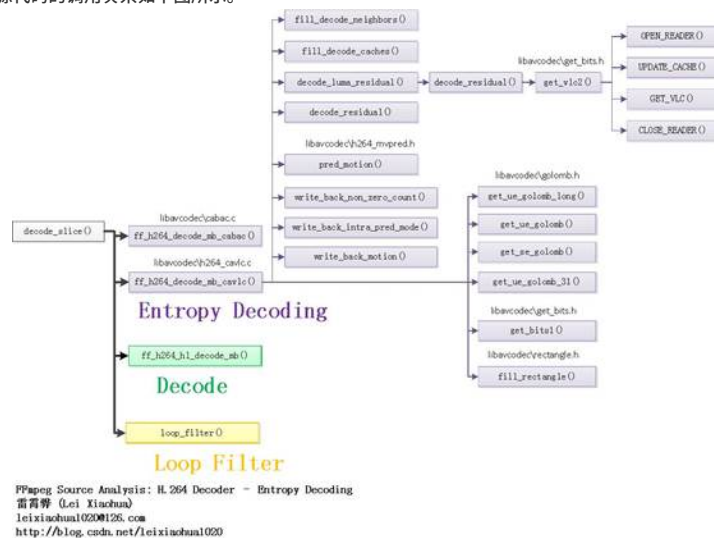 fill_decode_neighbors()
fill_decode_caches()
decode_luma_residual()
decode_residual()
libavcodec\get_bits.h
get_vlc2()
OPEN_READER()
UPDATE_CACHE()
GET_VLC()
CLOSE_READER()
decode_residual()
libavcodec\h264_mvpred.h
pred_motion()
write_back_non_zero_count()
write_back_intra_pred_mode()
write_back_motion()
libavcodec\golomb.h
get_ue_golomb_long()
get_ue_golomb()
get_se_golomb()
get_ue_golomb_31()
libavcodec\get_bits.h
get_bits1()
libavcodec\rectangle.h
fill_rectangle()
decode_slice()
libavcodec\cabac.c
ff_h264_decode_mb_cabac()
libavcodec\h264_cavlc.c
ff_h264_decode_mb_cavlc()
Entropy Decoding
ff_h264_hl_decode_mb()
Decode
loop_filter()
Loop Filter
FFmpeg Source Analysis: H.264 Decoder - Entropy Decoding
雷霄骅 (Lei Xiaohua)
leixiaohua1020@126.com
http://blog.csdn.net/leixiaohua1020